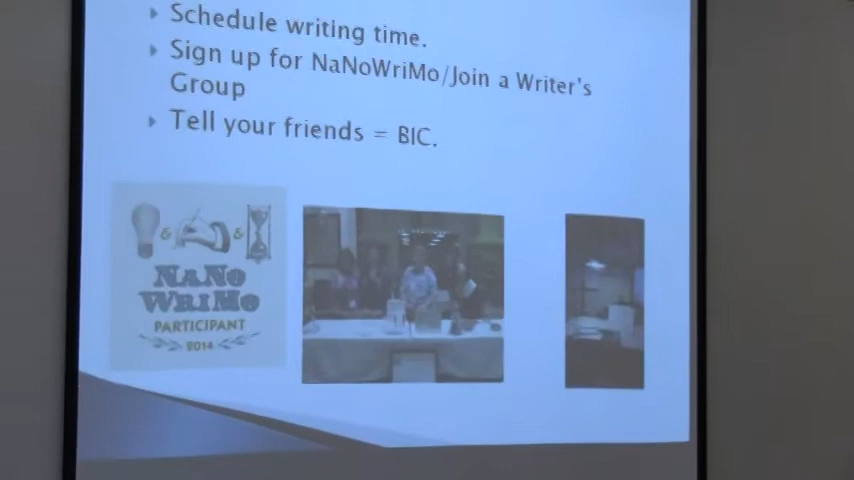 Schedule writing time.
Sign up for NaNoWriMo/Join a Writer's
Group
Tell your friends = BIC.
& &
NaNo
WriMo
PARTICIPANT
2014